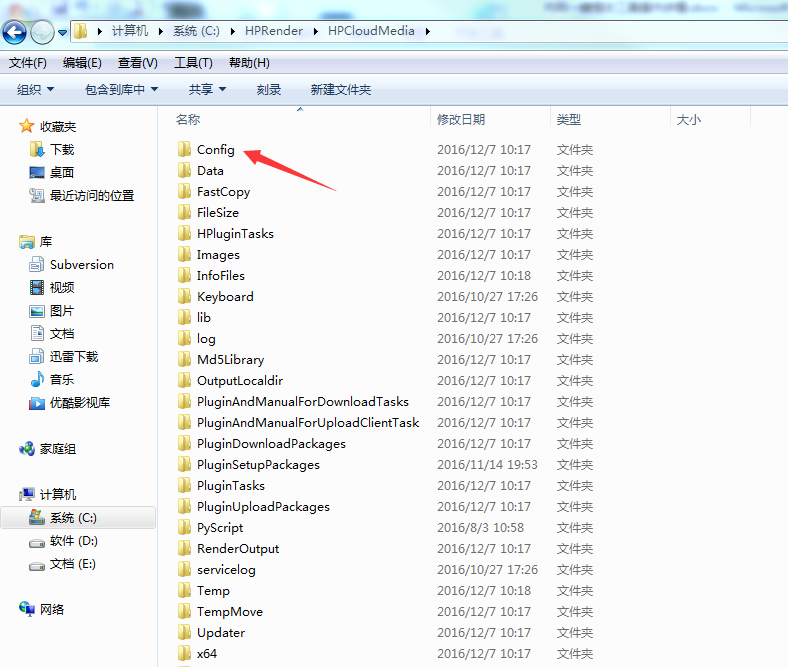 计算机 系统 (C:) HPRender HPCloudMedia
文件(F) 编辑(E) 查看(V) 工具(T) 帮助(H)
组织 包含到库中 共享 刻录 新建文件夹
收藏夹
下载
桌面
最近访问的位置
库
Subversion
视频
图片
文档
迅雷下载
音乐
优酷影视库
家庭组
计算机
系统 (C:)
软件 (D:)
文档 (E:)
网络
名称 修改日期 类型 大小
Config 2016/12/7 10:17 文件夹
Data 2016/12/7 10:17 文件夹
FastCopy 2016/12/7 10:17 文件夹
FileSize 2016/12/7 10:17 文件夹
HPluginTasks 2016/12/7 10:17 文件夹
Images 2016/12/7 10:17 文件夹
InfoFiles 2016/12/7 10:18 文件夹
Keyboard 2016/10/27 17:26 文件夹
lib 2016/12/7 10:17 文件夹
log 2016/10/27 17:26 文件夹
Md5Library 2016/12/7 10:17 文件夹
OutputLocaldir 2016/12/7 10:17 文件夹
PluginAndManualForDownloadTasks 2016/12/7 10:17 文件夹
PluginAndManualForUploadClientTask 2016/12/7 10:17 文件夹
PluginDownloadPackages 2016/12/7 10:17 文件夹
PluginSetupPackages 2016/11/14 19:53 文件夹
PluginTasks 2016/12/7 10:17 文件夹
PluginUploadPackages 2016/12/7 10:17 文件夹
PyScript 2016/8/3 10:58 文件夹
RenderOutput 2016/12/7 10:17 文件夹
servicelog 2016/10/27 17:26 文件夹
Temp 2016/12/7 10:18 文件夹
TempMove 2016/12/7 10:17 文件夹
Updater 2016/12/7 10:17 文件夹
x64 2016/12/7 10:17 文件夹